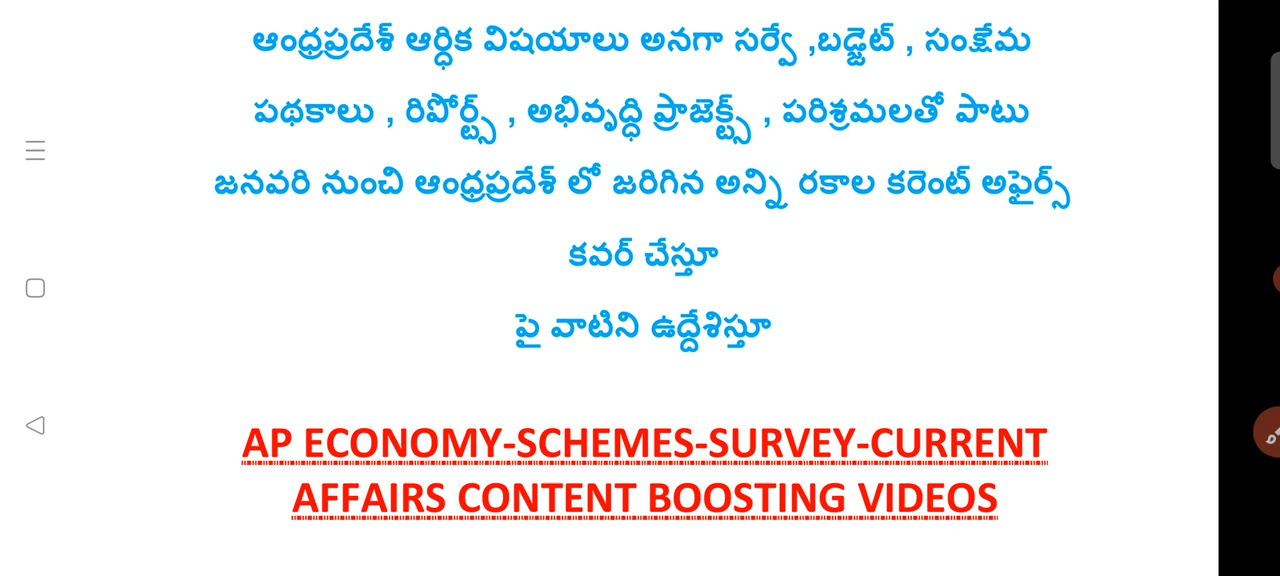 ఆంధ్రప్రదేశ్ ఆర్ధిక విషయాలు అనగా సర్వే ,బడ్జెట్ , సంక్షేమ
పథకాలు , రిపోర్ట్స్ , అభివృద్ధి ప్రాజెక్ట్స్ , పరిశ్రమలతో పాటు
జనవరి నుంచి ఆంధ్రప్రదేశ్ లో జరిగిన అన్ని రకాల కరెంట్ అఫైర్స్
కవర్ చేస్తూ
పై వాటిని ఉద్దేశిస్తూ
AP ECONOMY-SCHEMES-SURVEY-CURRENT
AFFAIRS CONTENT BOOSTING VIDEOS